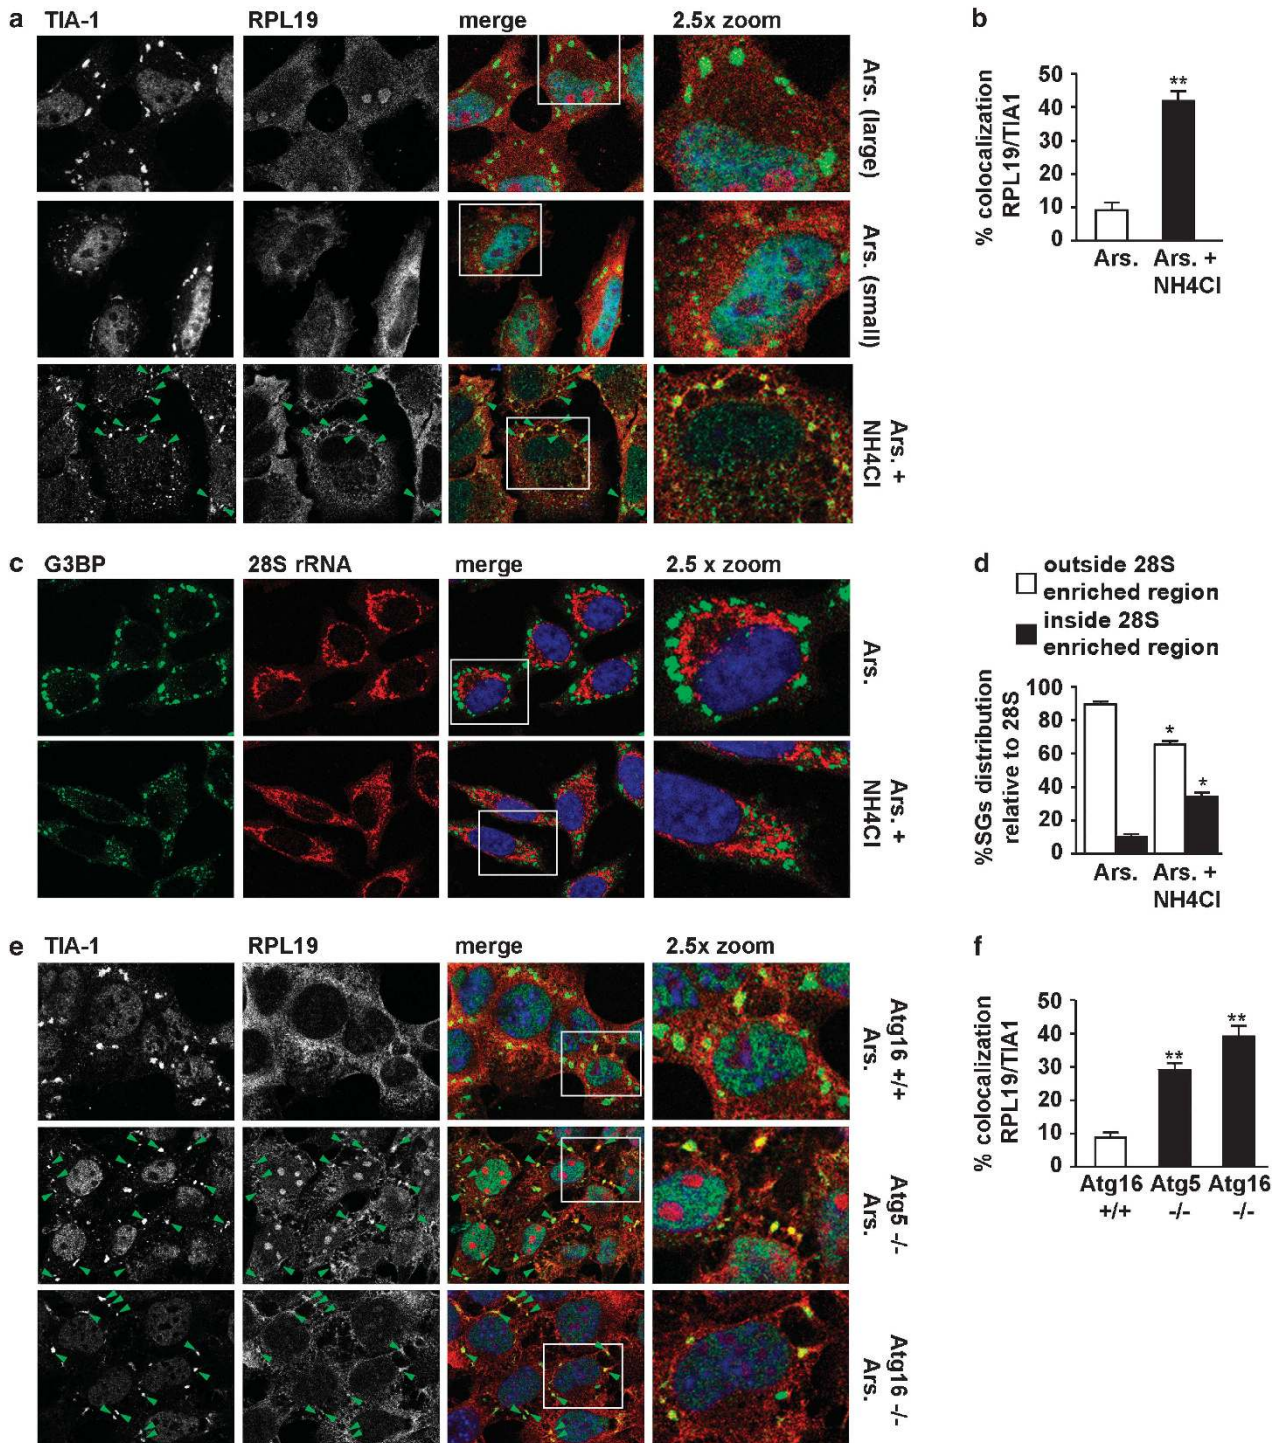 a TIA-1 RPL19 merge 2.5x zoom
Ars. (large)
Ars. (small)
Ars. +
NH4Cl
b
% colocalization
RPL19/TIA1
50
40
30
20
10
0
**
Ars. Ars. +
NH4Cl
c G3BP 28S rRNA merge 2.5 x zoom
Ars.
Ars. +
NH4Cl
d
outside 28S
enriched region
inside 28S
enriched region
%SGs distribution
relative to 28S
100
80
60
40
20
0
*
*
Ars. Ars. +
NH4Cl
e TIA-1 RPL19 merge 2.5x zoom
Atg16 +/+
Ars.
Atg5 -/-
Ars.
Atg16 -/-
Ars.
f
% colocalization
RPL19/TIA1
50
40
30
20
10
0
**
**
Atg16 Atg5 Atg16
+/+ -/- -/-